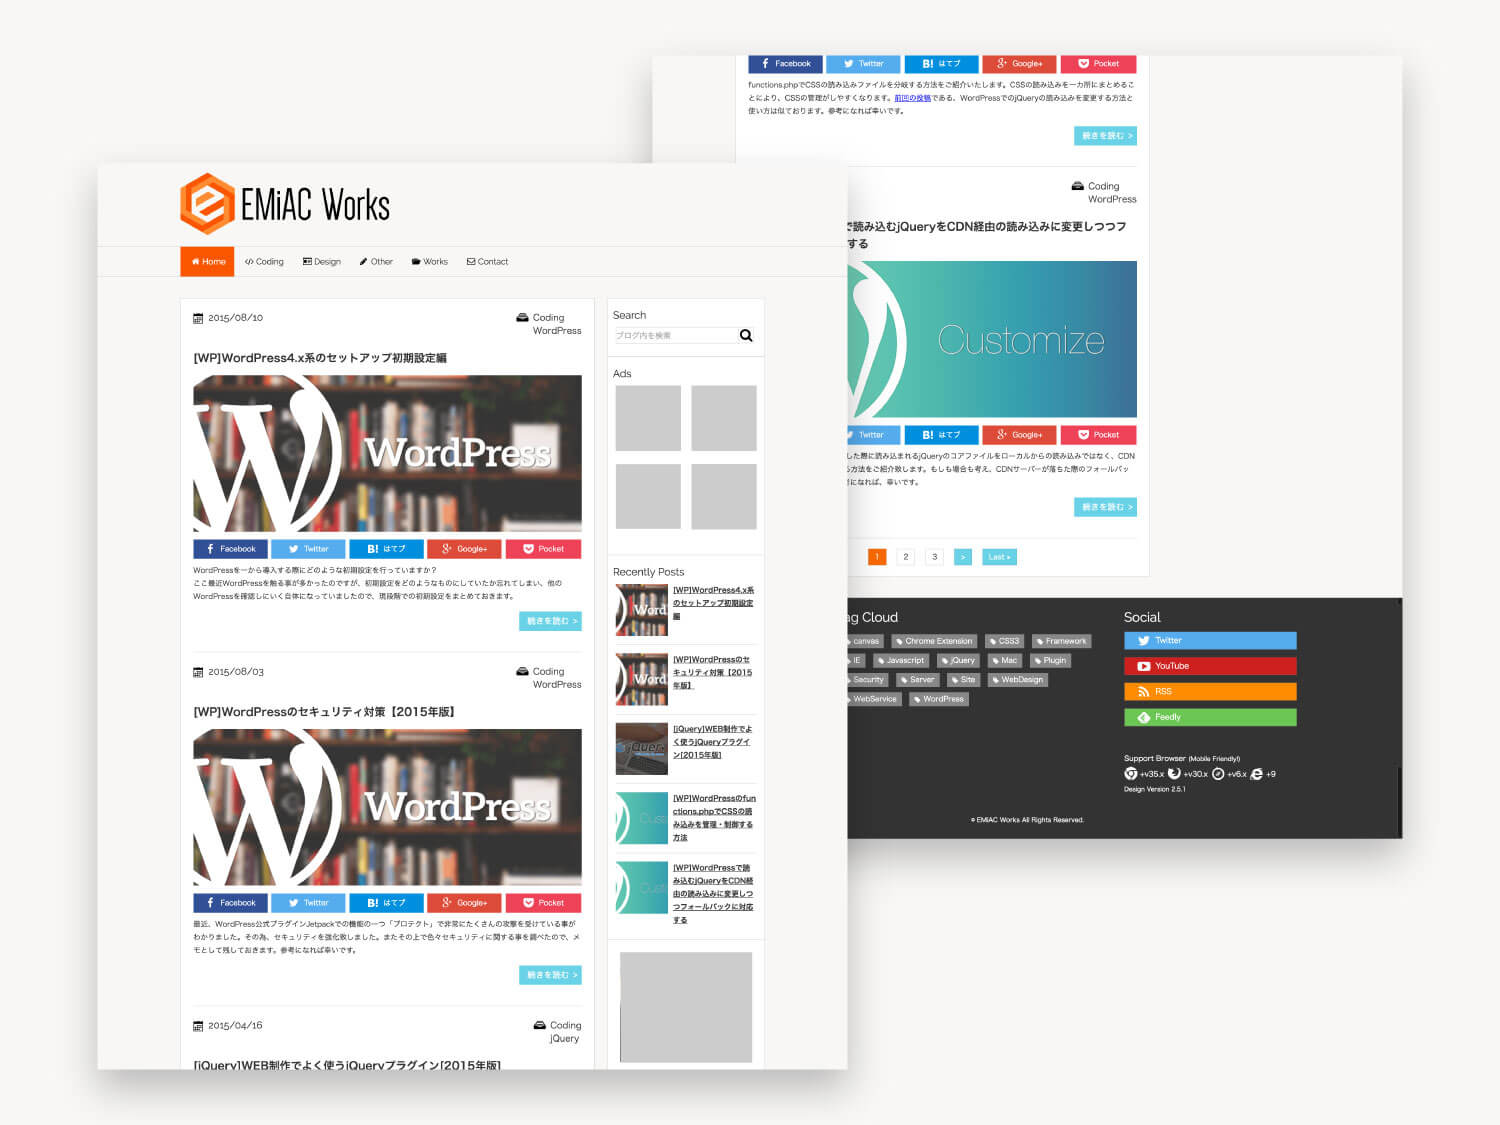 EMiAC Works
Home
Coding
Design
Other
Works
Contact
2015/08/10
Coding
WordPress
[WP]WordPress4.x系のセットアップ初期設定編
WordPress
Facebook
Twitter
B! はてブ
Google+
Pocket
WordPressを一から導入する際にどのような初期設定を行っていますか？
ここ最近WordPressを触る事が多かったのですが、初期設定をどのようなものにしていたか忘れてしまい、他の
WordPressを確認しにいく自体になっていましたので、現段階での初期設定をまとめておきます。
続きを読む >
2015/08/03
Coding
WordPress
[WP]WordPressのセキュリティ対策【2015年版】
WordPress
Facebook
Twitter
B! はてブ
Google+
Pocket
最近、WordPress公式プラグインJetpackでの機能の一つ「プロテクト」で非常にたくさんの攻撃を受けている事が
わかりました。その為、セキュリティを強化致しました。またその上で色々セキュリティに関する事を調べたので、メ
モとして残しておきます。参考になれば幸いです。
続きを読む >
2015/04/16
Coding
jQuery
[jQuery]WEB制作でよく使うjQueryプラグイン[2015年版]
Search
ブログ内を検索
Ads
Recently Posts
[WP]WordPress4.x系
のセットアップ初期設定
編
[WP]WordPressのセ
キュリティ対策【2015
年版】
[jQuery]WEB制作でよ
く使うjQueryプラグイ
ン[2015年版]
[WP]WordPressのfun
ctions.phpでCSSの読
み込みを管理・制御する
方法
[WP]WordPressで読
み込むjQueryをCDN経
由の読み込みに変更しつ
つフォールバックに対応
する
Facebook
Twitter
B! はてブ
Google+
Pocket
functions.phpでCSSの読み込みファイルを分岐する方法をご紹介いたします。CSSの読み込みを一カ所にまとめるこ
とにより、CSSの管理がしやすくなります。前回の投稿である、WordPressでのjQueryの読み込みを変更する方法と
使い方は似ております。参考になれば幸いです。
続きを読む >
Coding
WordPress
で読み込むjQueryをCDN経由の読み込みに変更しつつフ
する
Customize
Twitter
B! はてブ
Google+
Pocket
した際に読み込まれるjQueryのコアファイルをローカルからの読み込みではなく、CDN
る方法をご紹介致します。もしも場合も考え、CDNサーバーが落ちた際のフォールバッ
になれば、幸いです。
続きを読む >
1
2
3
>
Last »
ag Cloud
canvas
Chrome Extension
CSS3
Framework
IE
Javascript
jQuery
Mac
Plugin
Security
Server
Site
WebDesign
WebService
WordPress
Social
Twitter
YouTube
RSS
Feedly
Support Browser (Mobile Friendly!)
+v35.x +v30.x +v6.x +9
Design Version 2.5.1
© EMiAC Works All Rights Reserved.